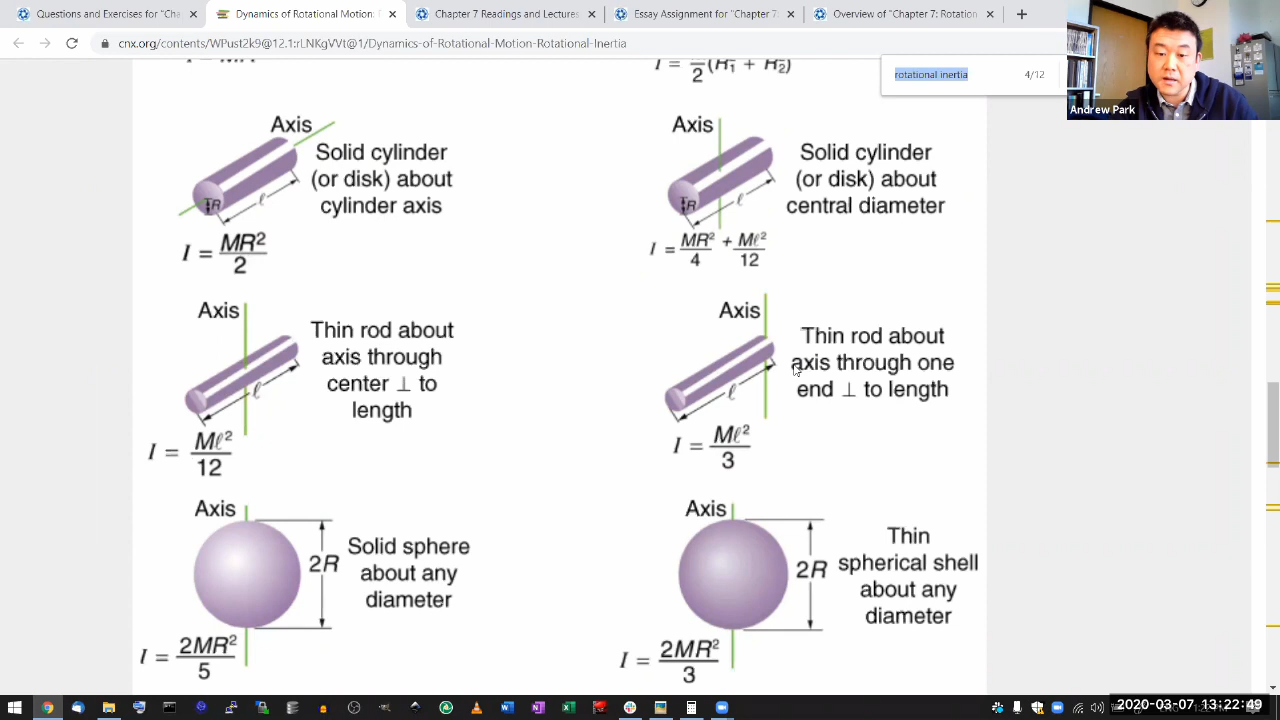 Questions and Exercises for "Che
Dynamics of Rotational Motion
Chapter 7 Readings and Lectures
Essay Assignment for "Chapter 7:
Overview of "Chapter 7: Rotation
cnx.org/contents/WPust2k9@12.1:rLNKgVVt@1/Dynamics-of-Rotational-Motion-Rotational-Inertia
rotational inertia
4/12
Andrew Park
Axis
Solid cylinder
(or disk) about
cylinder axis
I = MR²/2
Axis
Solid cylinder
(or disk) about
central diameter
I = MR²/4 + Mℓ²/12
R
ℓ
R
ℓ
Axis
Thin rod about
axis through
center ⊥ to
length
ℓ
I = Mℓ²/12
Axis
Thin rod about
axis through one
end ⊥ to length
ℓ
I = Mℓ²/3
Axis
2R
Solid sphere
about any
diameter
I = 2MR²/5
Axis
2R
Thin
spherical shell
about any
diameter
I = 2MR²/3
2020-03-07 13:22:49